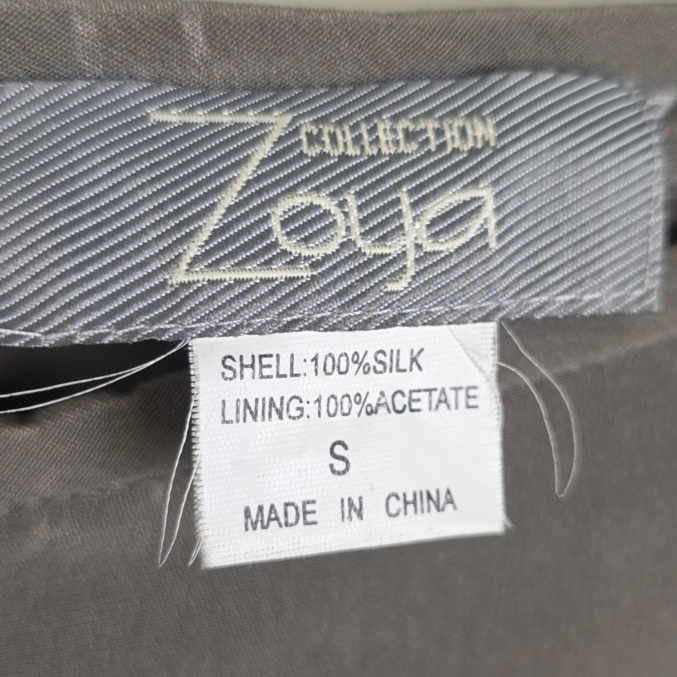 COLLECTION
Zoya
SHELL:100%SILK
LINING:100%ACETATE
S
MADE IN CHINA